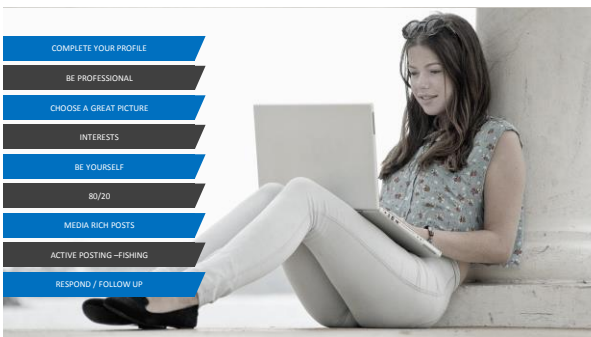 COMPLETE YOUR PROFILE
BE PROFESSIONAL
CHOOSE A GREAT PICTURE
INTERESTS
BE YOURSELF
80/20
MEDIA RICH POSTS
ACTIVE POSTING –FISHING
RESPOND / FOLLOW UP